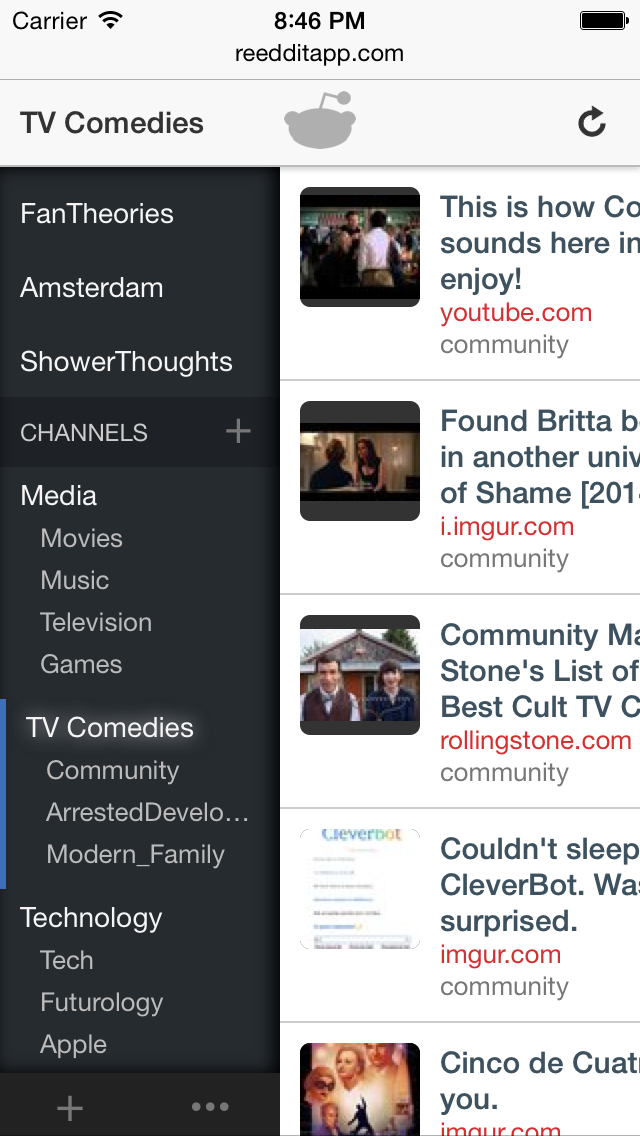 Carrier 8:46 PM
reedditapp.com
TV Comedies
FanTheories
Amsterdam
ShowerThoughts
CHANNELS
Media
Movies
Music
Television
Games
TV Comedies
Community
ArrestedDevelo...
Modern_Family
Technology
Tech
Futurology
Apple
This is how Co
sounds here in
enjoy!
youtube.com
community
Found Britta b
in another univ
of Shame [201
i.imgur.com
community
Community Ma
Stone's List of
Best Cult TV C
rollingstone.com
community
Cleverbot
Couldn't sleep
CleverBot. Was
surprised.
imgur.com
community
Cinco de Cuat
you.
imgur.com